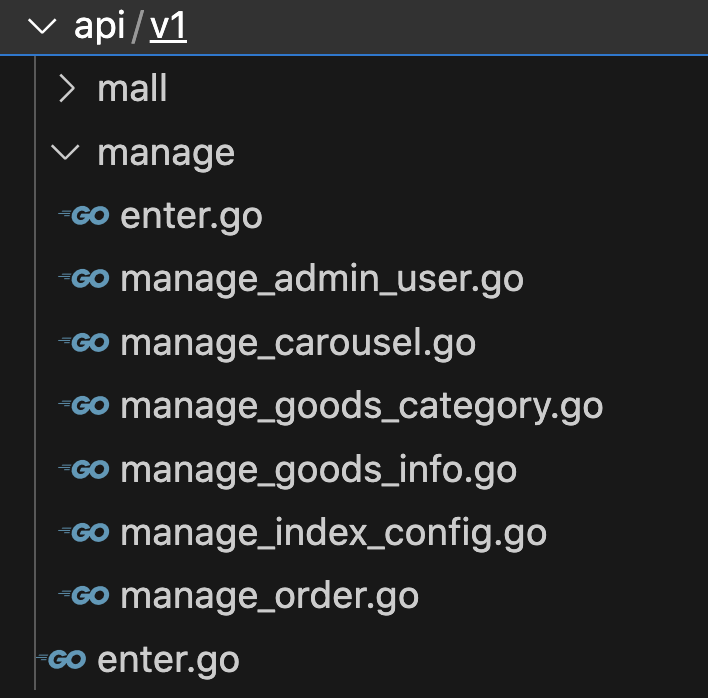 api/v1
mall
manage
GO enter.go
GO manage_admin_user.go
GO manage_carousel.go
GO manage_goods_category.go
GO manage_goods_info.go
GO manage_index_config.go
GO manage_order.go
GO enter.go